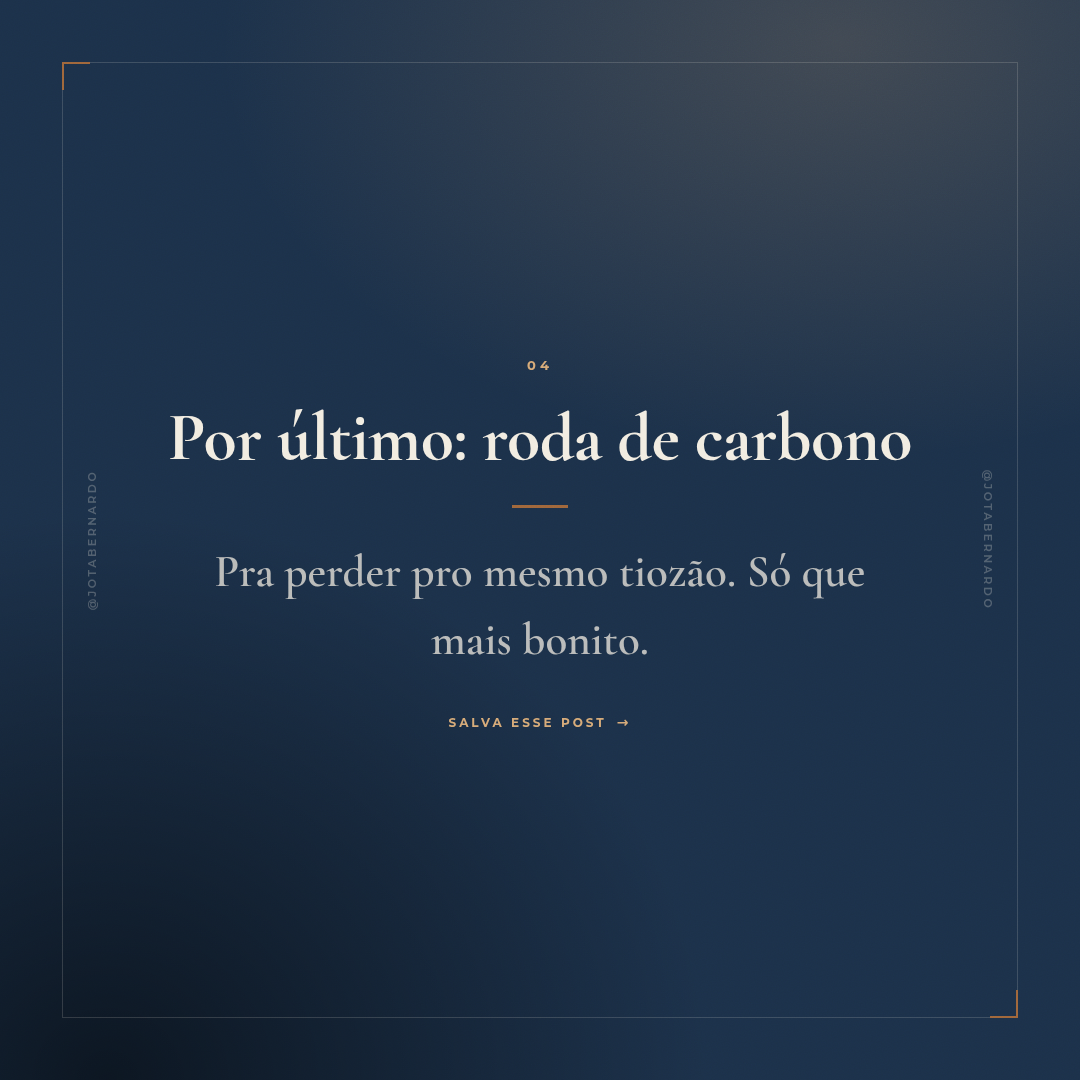 04
Por último: roda de carbono
Pra perder pro mesmo tiozão. Só que
mais bonito.
SALVA ESSE POST →
@JOTABERNARDO
@JOTABERNARDO